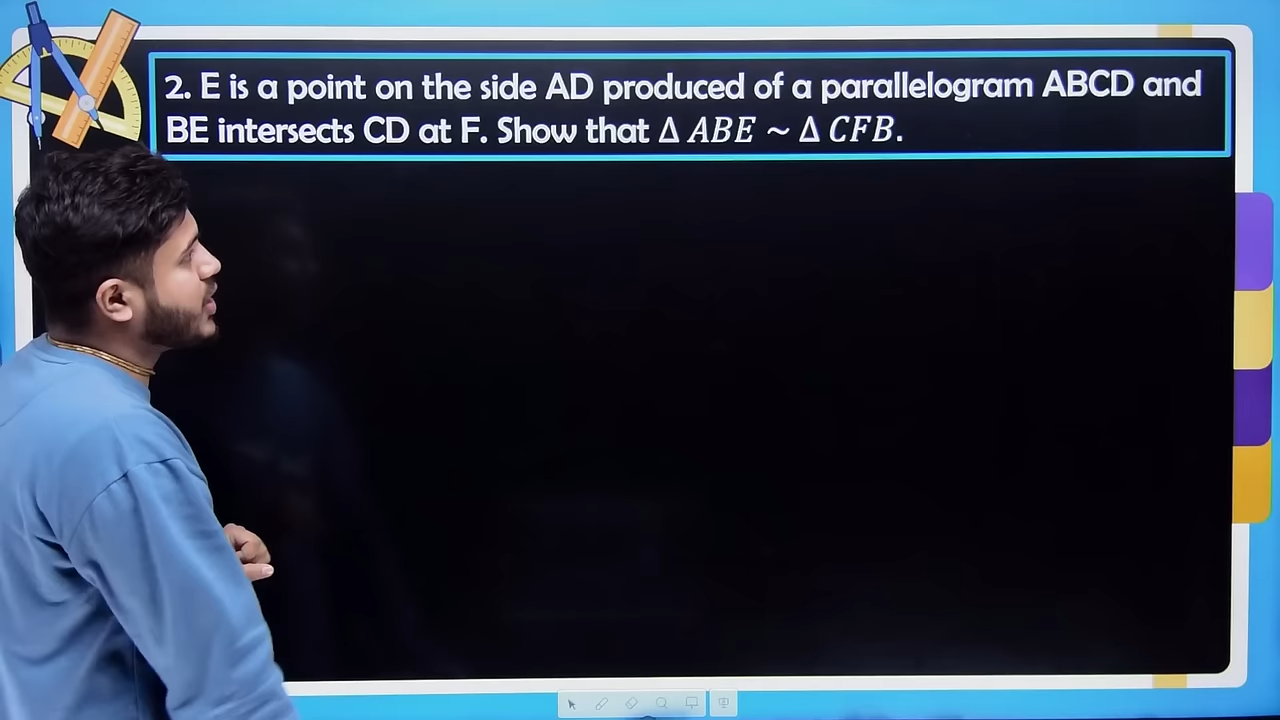 2. E is a point on the side AD produced of a parallelogram ABCD and
BE intersects CD at F. Show that Δ ABE ~ Δ CFB.